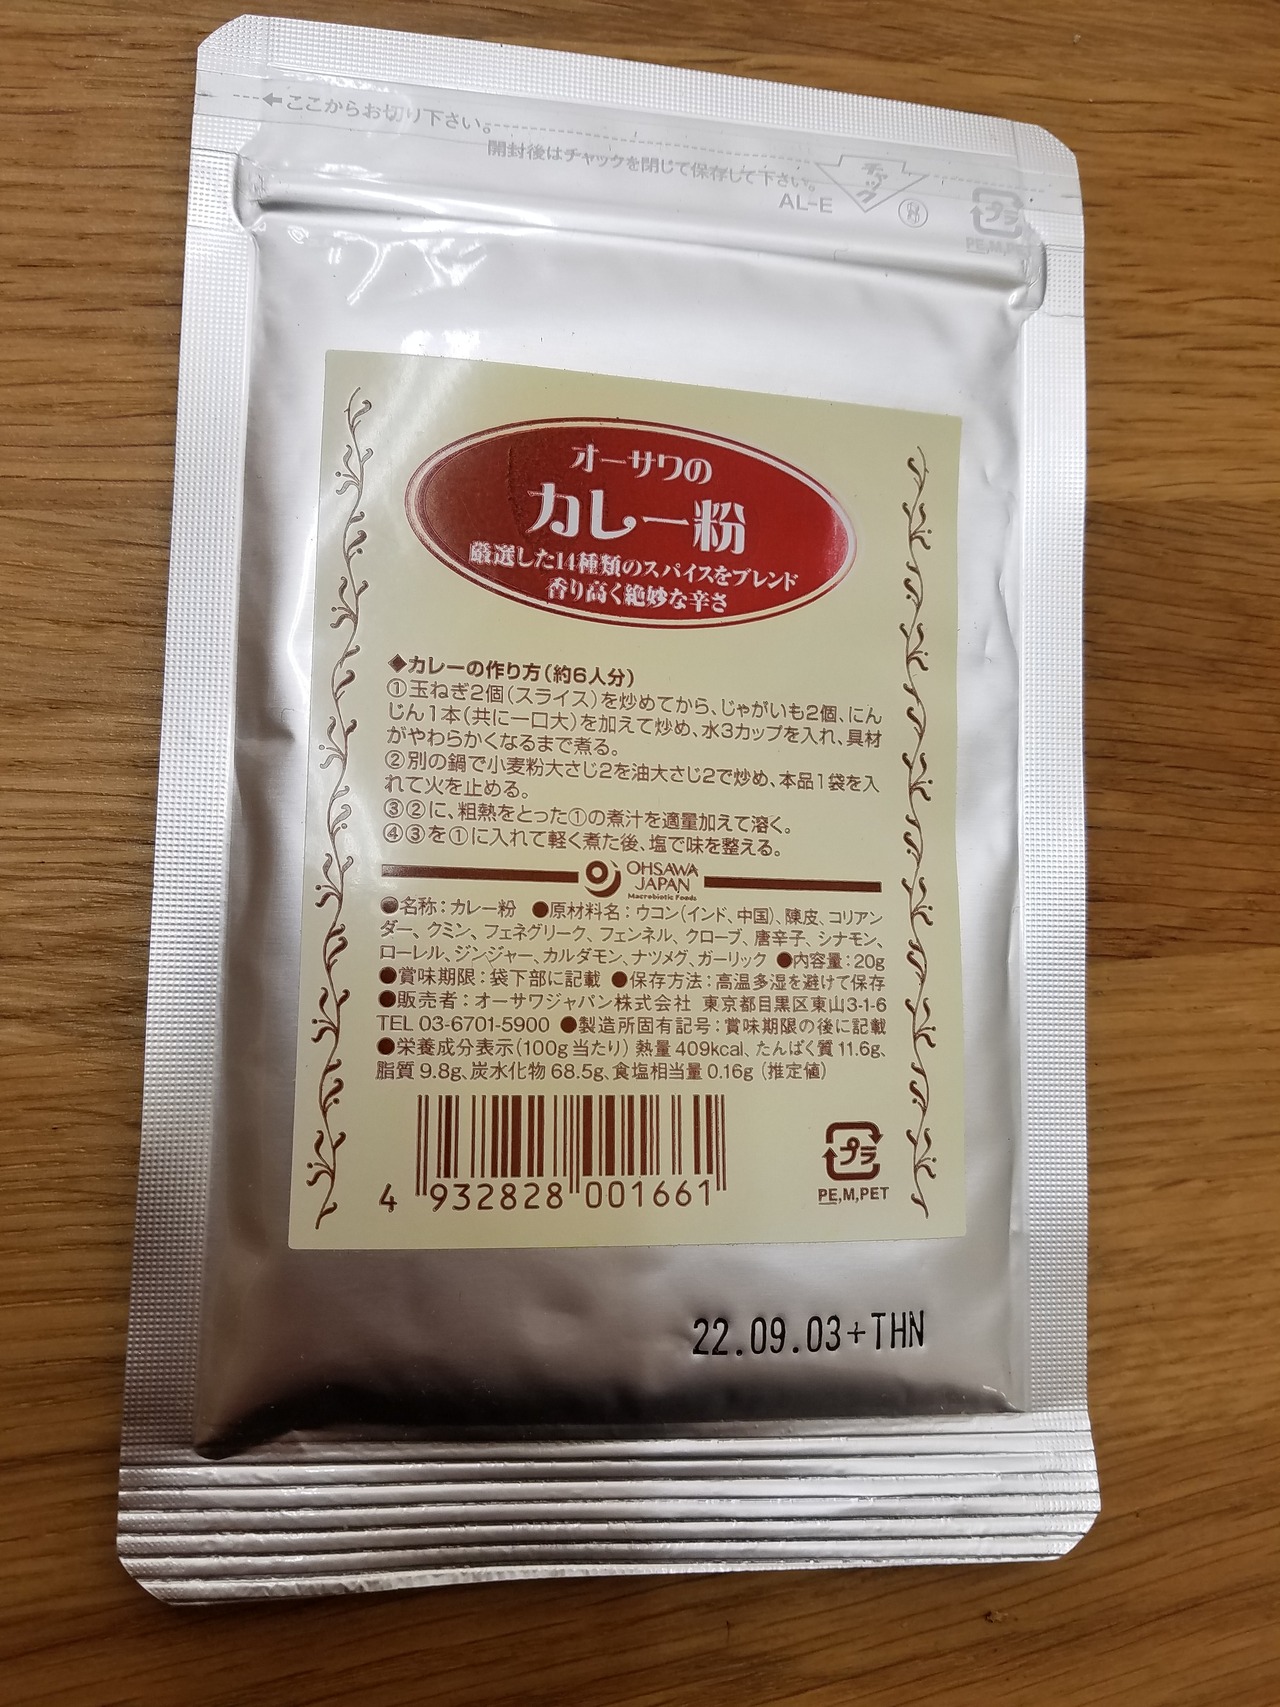 ここからお切り下さい。
開封後はチャックを閉じて保存して下さい。
チャック
AL-E
プラ
PE,M,PE
オーサワの
カレー粉
厳選した14種類のスパイスをブレンド
香り高く絶妙な辛さ
◆カレーの作り方（約6人分）
①玉ねぎ2個（スライス）を炒めてから、じゃがいも2個、にん
じん1本（共に一口大）を加えて炒め、水3カップを入れ、具材
がやわらかくなるまで煮る。
②別の鍋で小麦粉大さじ2を油大さじ2で炒め、本品1袋を入
れて火を止める。
③②に、粗熱をとった①の煮汁を適量加えて溶く。
④③を①に入れて軽く煮た後、塩で味を整える。
OHSAWA
JAPAN
Macrobiotic Foods
●名称：カレー粉 ●原材料名：ウコン（インド、中国）、陳皮、コリアン
ダー、クミン、フェネグリーク、フェンネル、クローブ、唐辛子、シナモン、
ローレル、ジンジャー、カルダモン、ナツメグ、ガーリック ●内容量：20g
●賞味期限：袋下部に記載 ●保存方法：高温多湿を避けて保存
●販売者：オーサワジャパン株式会社 東京都目黒区東山3-1-6
TEL 03-6701-5900 ●製造所固有記号：賞味期限の後に記載
●栄養成分表示（100g当たり）熱量 409kcal、たんぱく質 11.6g、
脂質 9.8g、炭水化物 68.5g、食塩相当量 0.16g（推定値）
4 932828 001661
プラ
PE,M,PET
22.09.03+THN